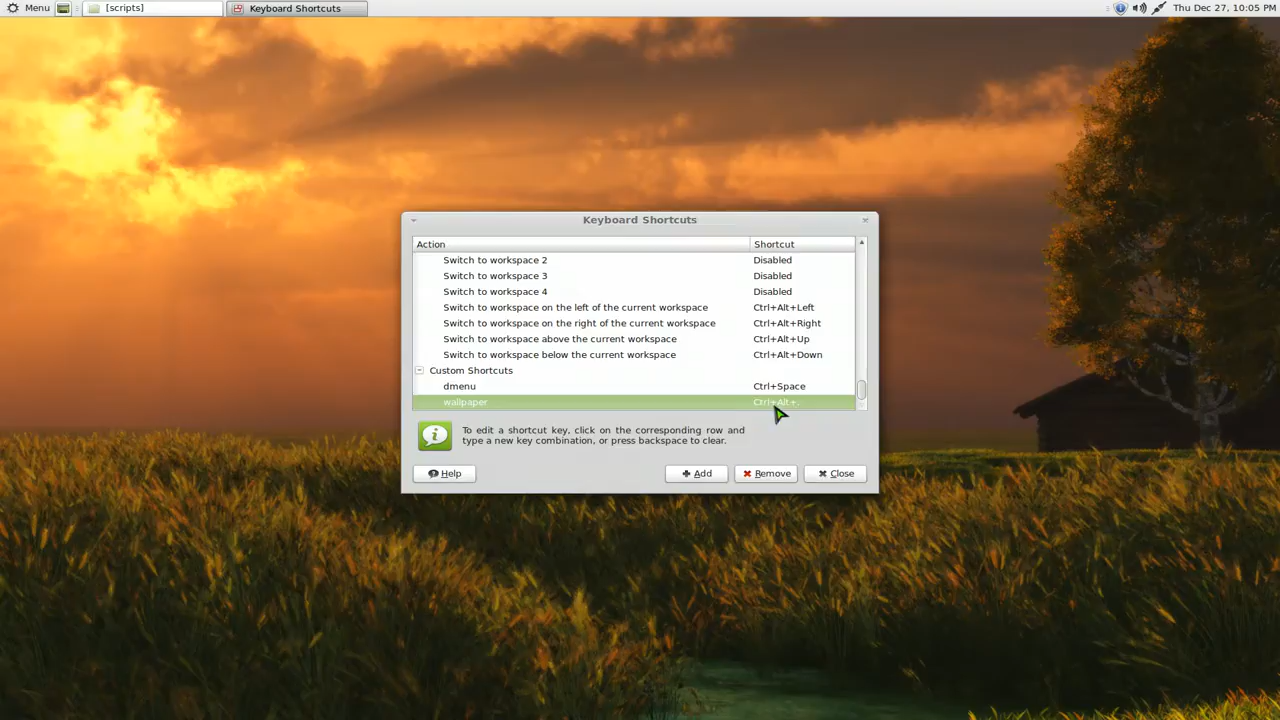 Menu [scripts] Keyboard Shortcuts Thu Dec 27, 10:05 PM
Keyboard Shortcuts
Action Shortcut
Switch to workspace 2 Disabled
Switch to workspace 3 Disabled
Switch to workspace 4 Disabled
Switch to workspace on the left of the current workspace Ctrl+Alt+Left
Switch to workspace on the right of the current workspace Ctrl+Alt+Right
Switch to workspace above the current workspace Ctrl+Alt+Up
Switch to workspace below the current workspace Ctrl+Alt+Down
Custom Shortcuts
dmenu Ctrl+Space
wallpaper Ctrl+Alt+.
To edit a shortcut key, click on the corresponding row and
type a new key combination, or press backspace to clear.
Help Add Remove Close